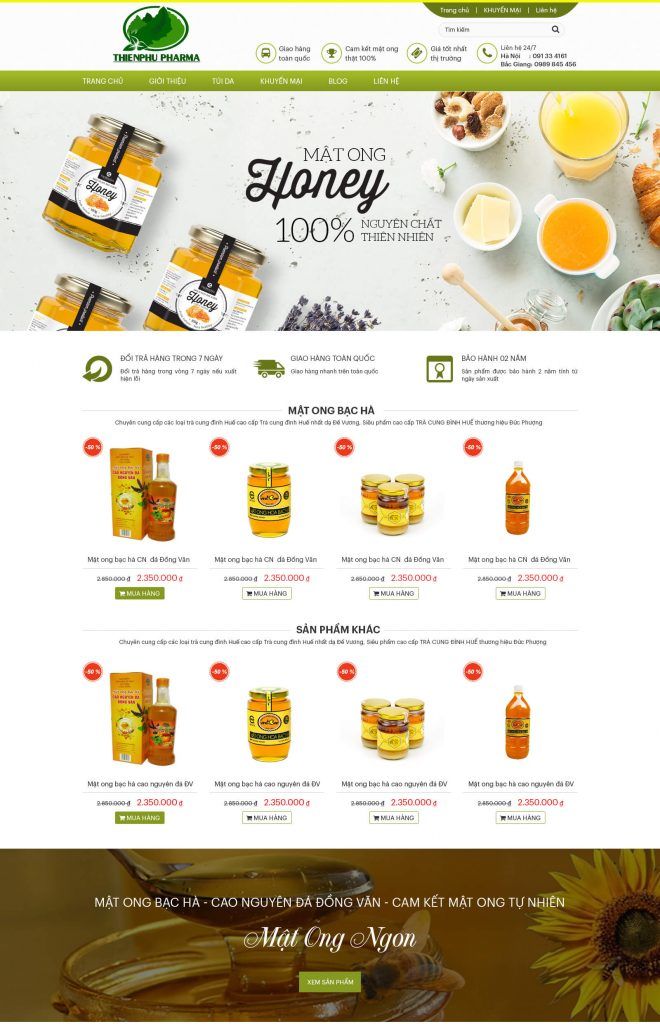 Trang chủ | KHUYẾN MẠI | Liên hệ
Tìm kiếm
THIENPHU PHARMA
Giao hàng
toàn quốc
Cam kết mật ong
thật 100%
Giá tốt nhất
thị trường
Liên hệ 24/7
Hà Nội : 091 33 4161
Bắc Giang: 0989 845 456
TRANG CHỦ
GIỚI THIỆU
TÚI DA
KHUYẾN MẠI
BLOG
LIÊN HỆ
MẬT ONG
Honey
100% NGUYÊN CHẤT
THIÊN NHIÊN
Honey
Honey
Honey
ĐỔI TRẢ HÀNG TRONG 7 NGÀY
Đổi trả hàng trong vòng 7 ngày nếu xuất
hiện lỗi
GIAO HÀNG TOÀN QUỐC
Giao hàng nhanh trên toàn quốc
BẢO HÀNH 02 NĂM
Sản phẩm được bảo hành 2 năm tính từ
ngày sản xuất
MẬT ONG BẠC HÀ
Chuyên cung cấp các loại trà cung đình Huế cao cấp Trà cung đình Huế nhất dạ Đế Vương, Siêu phẩm cao cấp TRÀ CUNG ĐÌNH HUẾ thương hiệu Đức Phượng
-50 %
-50 %
-50 %
-50 %
Mật ong bạc hà CN đá Đồng Văn
Mật ong bạc hà CN đá Đồng Văn
Mật ong bạc hà CN đá Đồng Văn
Mật ong bạc hà CN đá Đồng Văn
2.850.000 ₫ 2.350.000 ₫
2.850.000 ₫ 2.350.000 ₫
2.850.000 ₫ 2.350.000 ₫
2.850.000 ₫ 2.350.000 ₫
MUA HÀNG
MUA HÀNG
MUA HÀNG
MUA HÀNG
SẢN PHẨM KHÁC
Chuyên cung cấp các loại trà cung đình Huế cao cấp Trà cung đình Huế nhất dạ Đế Vương, Siêu phẩm cao cấp TRÀ CUNG ĐÌNH HUẾ thương hiệu Đức Phượng
-50 %
-50 %
-50 %
-50 %
Mật ong bạc hà cao nguyên đá ĐV
Mật ong bạc hà cao nguyên đá ĐV
Mật ong bạc hà cao nguyên đá ĐV
Mật ong bạc hà cao nguyên đá ĐV
2.850.000 ₫ 2.350.000 ₫
2.850.000 ₫ 2.350.000 ₫
2.850.000 ₫ 2.350.000 ₫
2.850.000 ₫ 2.350.000 ₫
MUA HÀNG
MUA HÀNG
MUA HÀNG
MUA HÀNG
MẬT ONG BẠC HÀ - CAO NGUYÊN ĐÁ ĐỒNG VĂN - CAM KẾT MẬT ONG TỰ NHIÊN
Mật Ong Ngon
XEM SẢN PHẨM